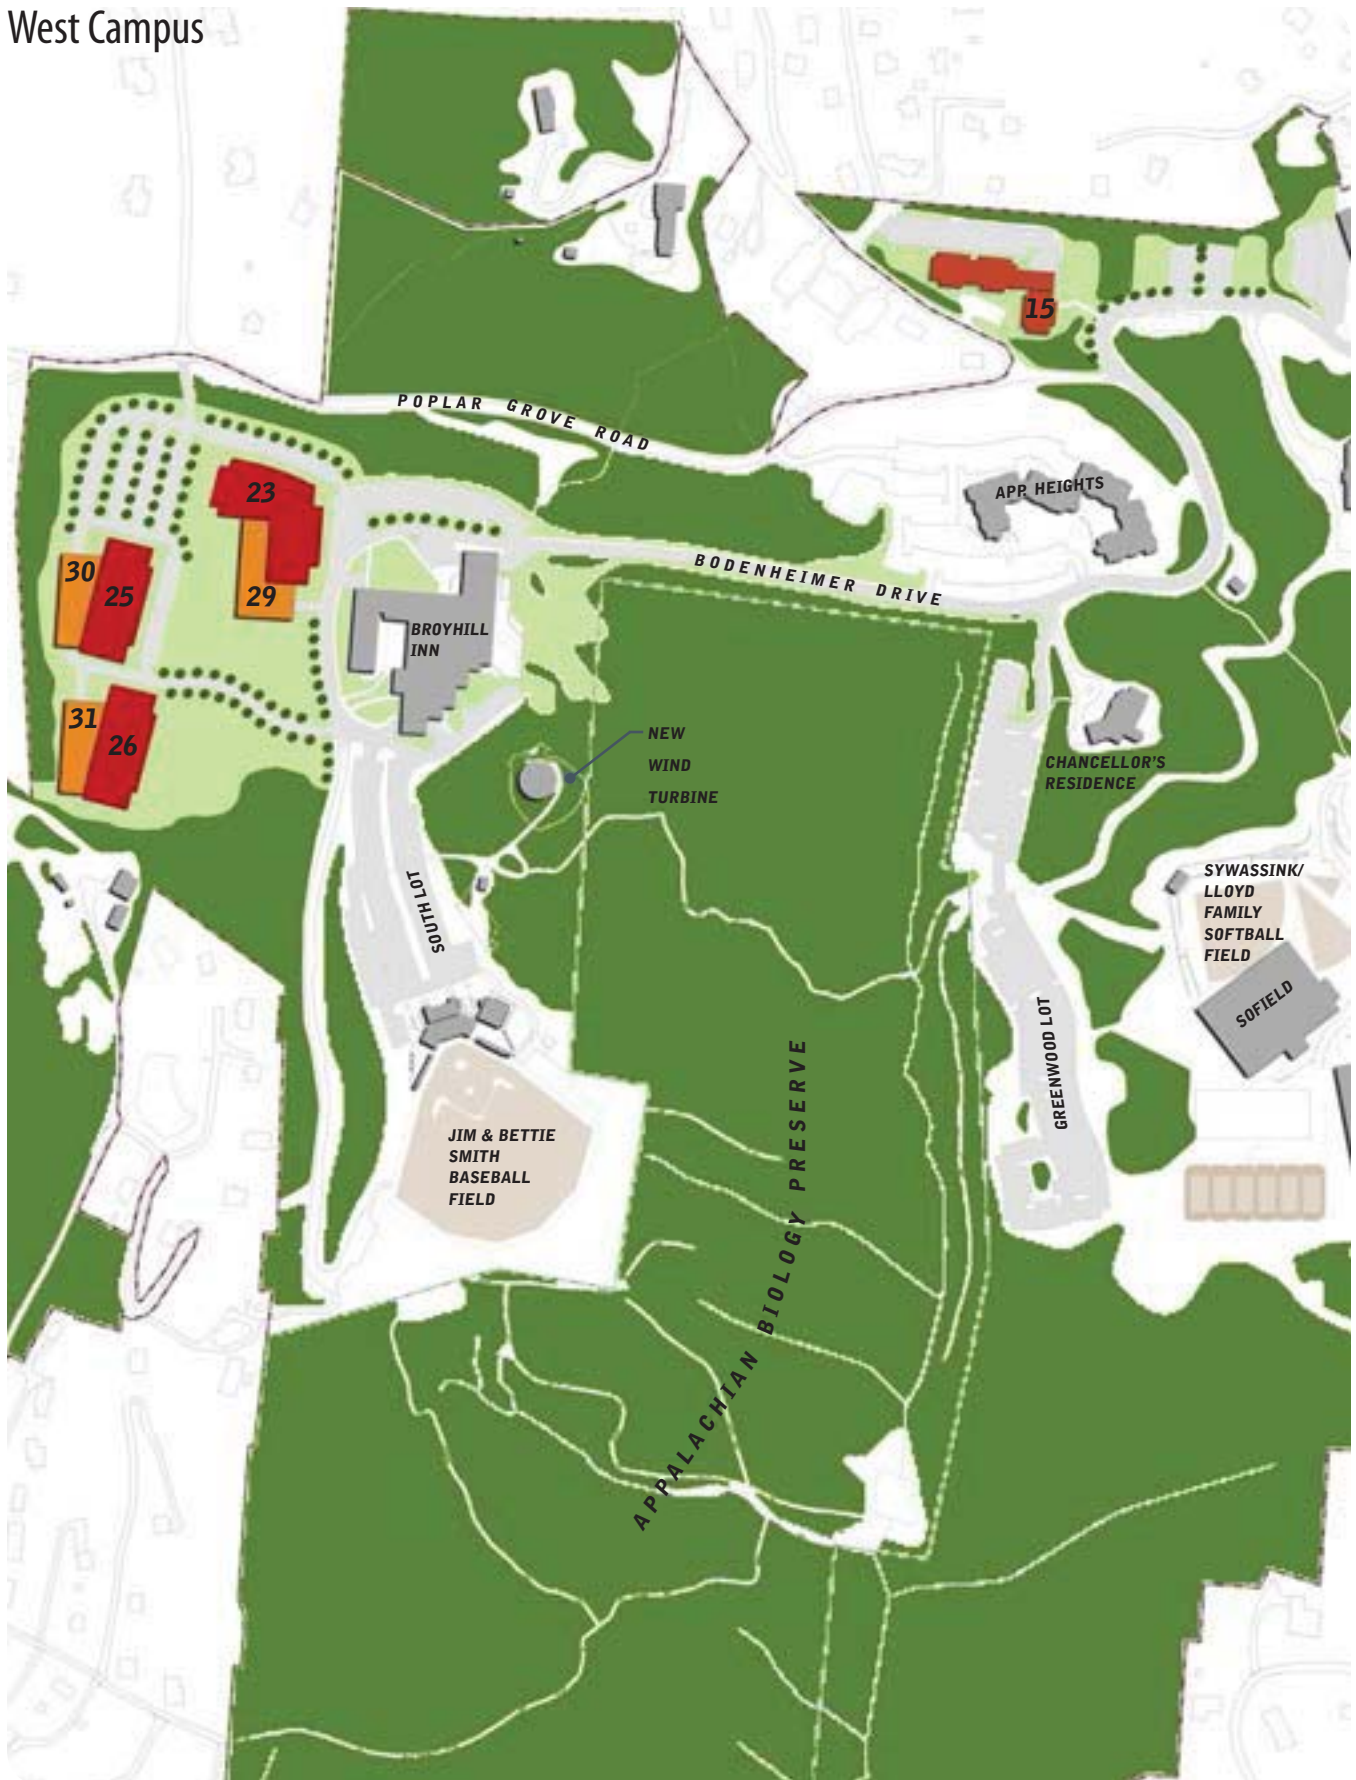 West Campus
15
POPLAR GROVE ROAD
23
APP. HEIGHTS
30
25
29
BODENHEIMER DRIVE
BROYHILL
INN
31
26
NEW
WIND
TURBINE
CHANCELLOR'S
RESIDENCE
SOUTH LOT
SYWASSINK/
LLOYD
FAMILY
SOFTBALL
FIELD
SOFIELD
GREENWOOD LOT
JIM & BETTIE
SMITH
BASEBALL
FIELD
APPALACHIAN BIOLOGY PRESERVE